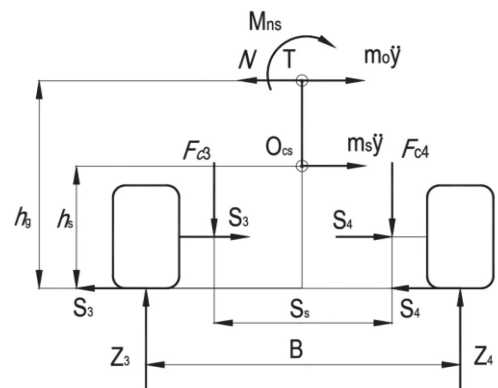 Mns
N T m₀ÿ
Fc3 Ocs msÿ Fc4
hg hs S3 S4
S3 Ss S4
Z3 B Z4